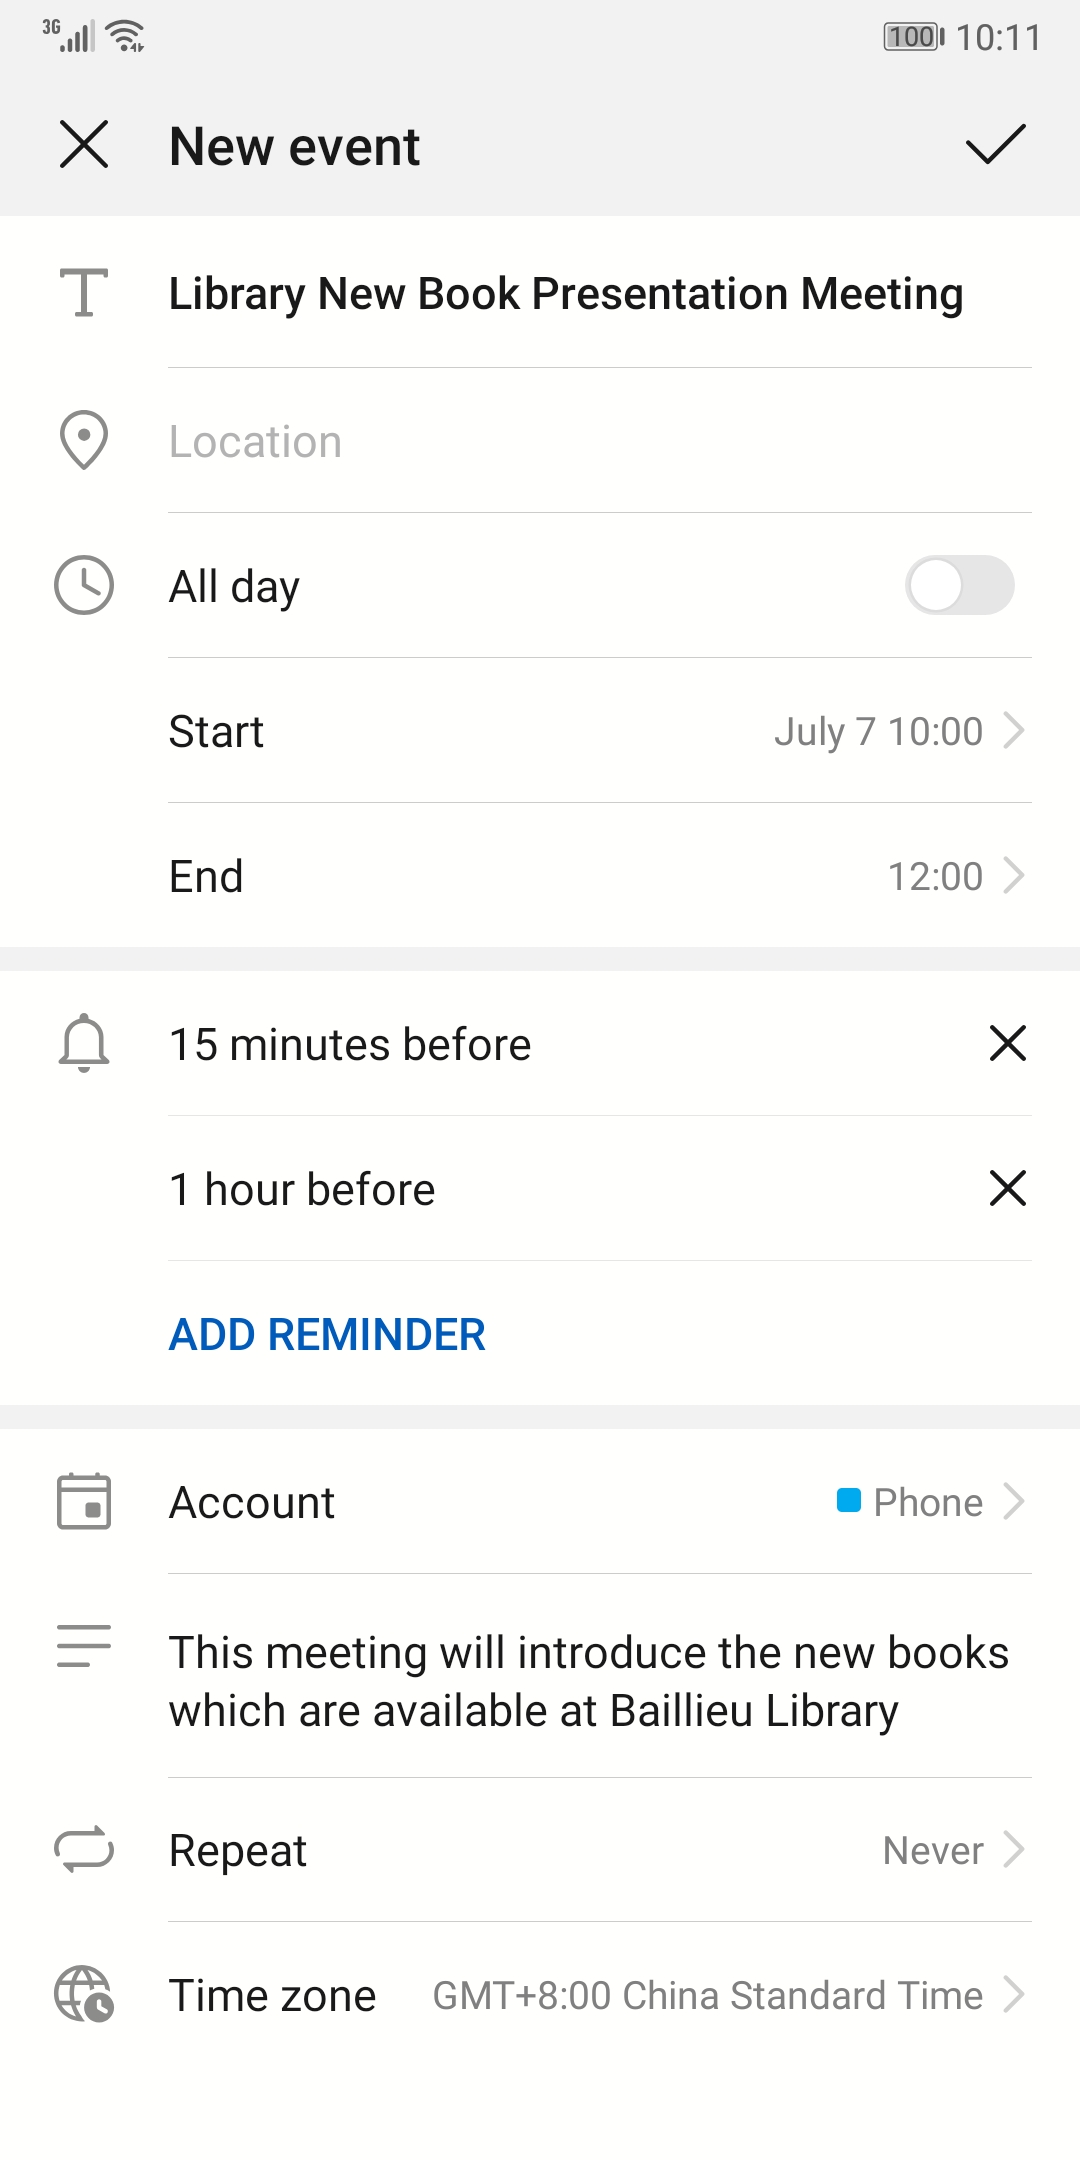 3G 100 10:11
New event
Library New Book Presentation Meeting
Location
All day
Start July 7 10:00
End 12:00
15 minutes before
1 hour before
ADD REMINDER
Account Phone
This meeting will introduce the new books
which are available at Baillieu Library
Repeat Never
Time zone GMT+8:00 China Standard Time